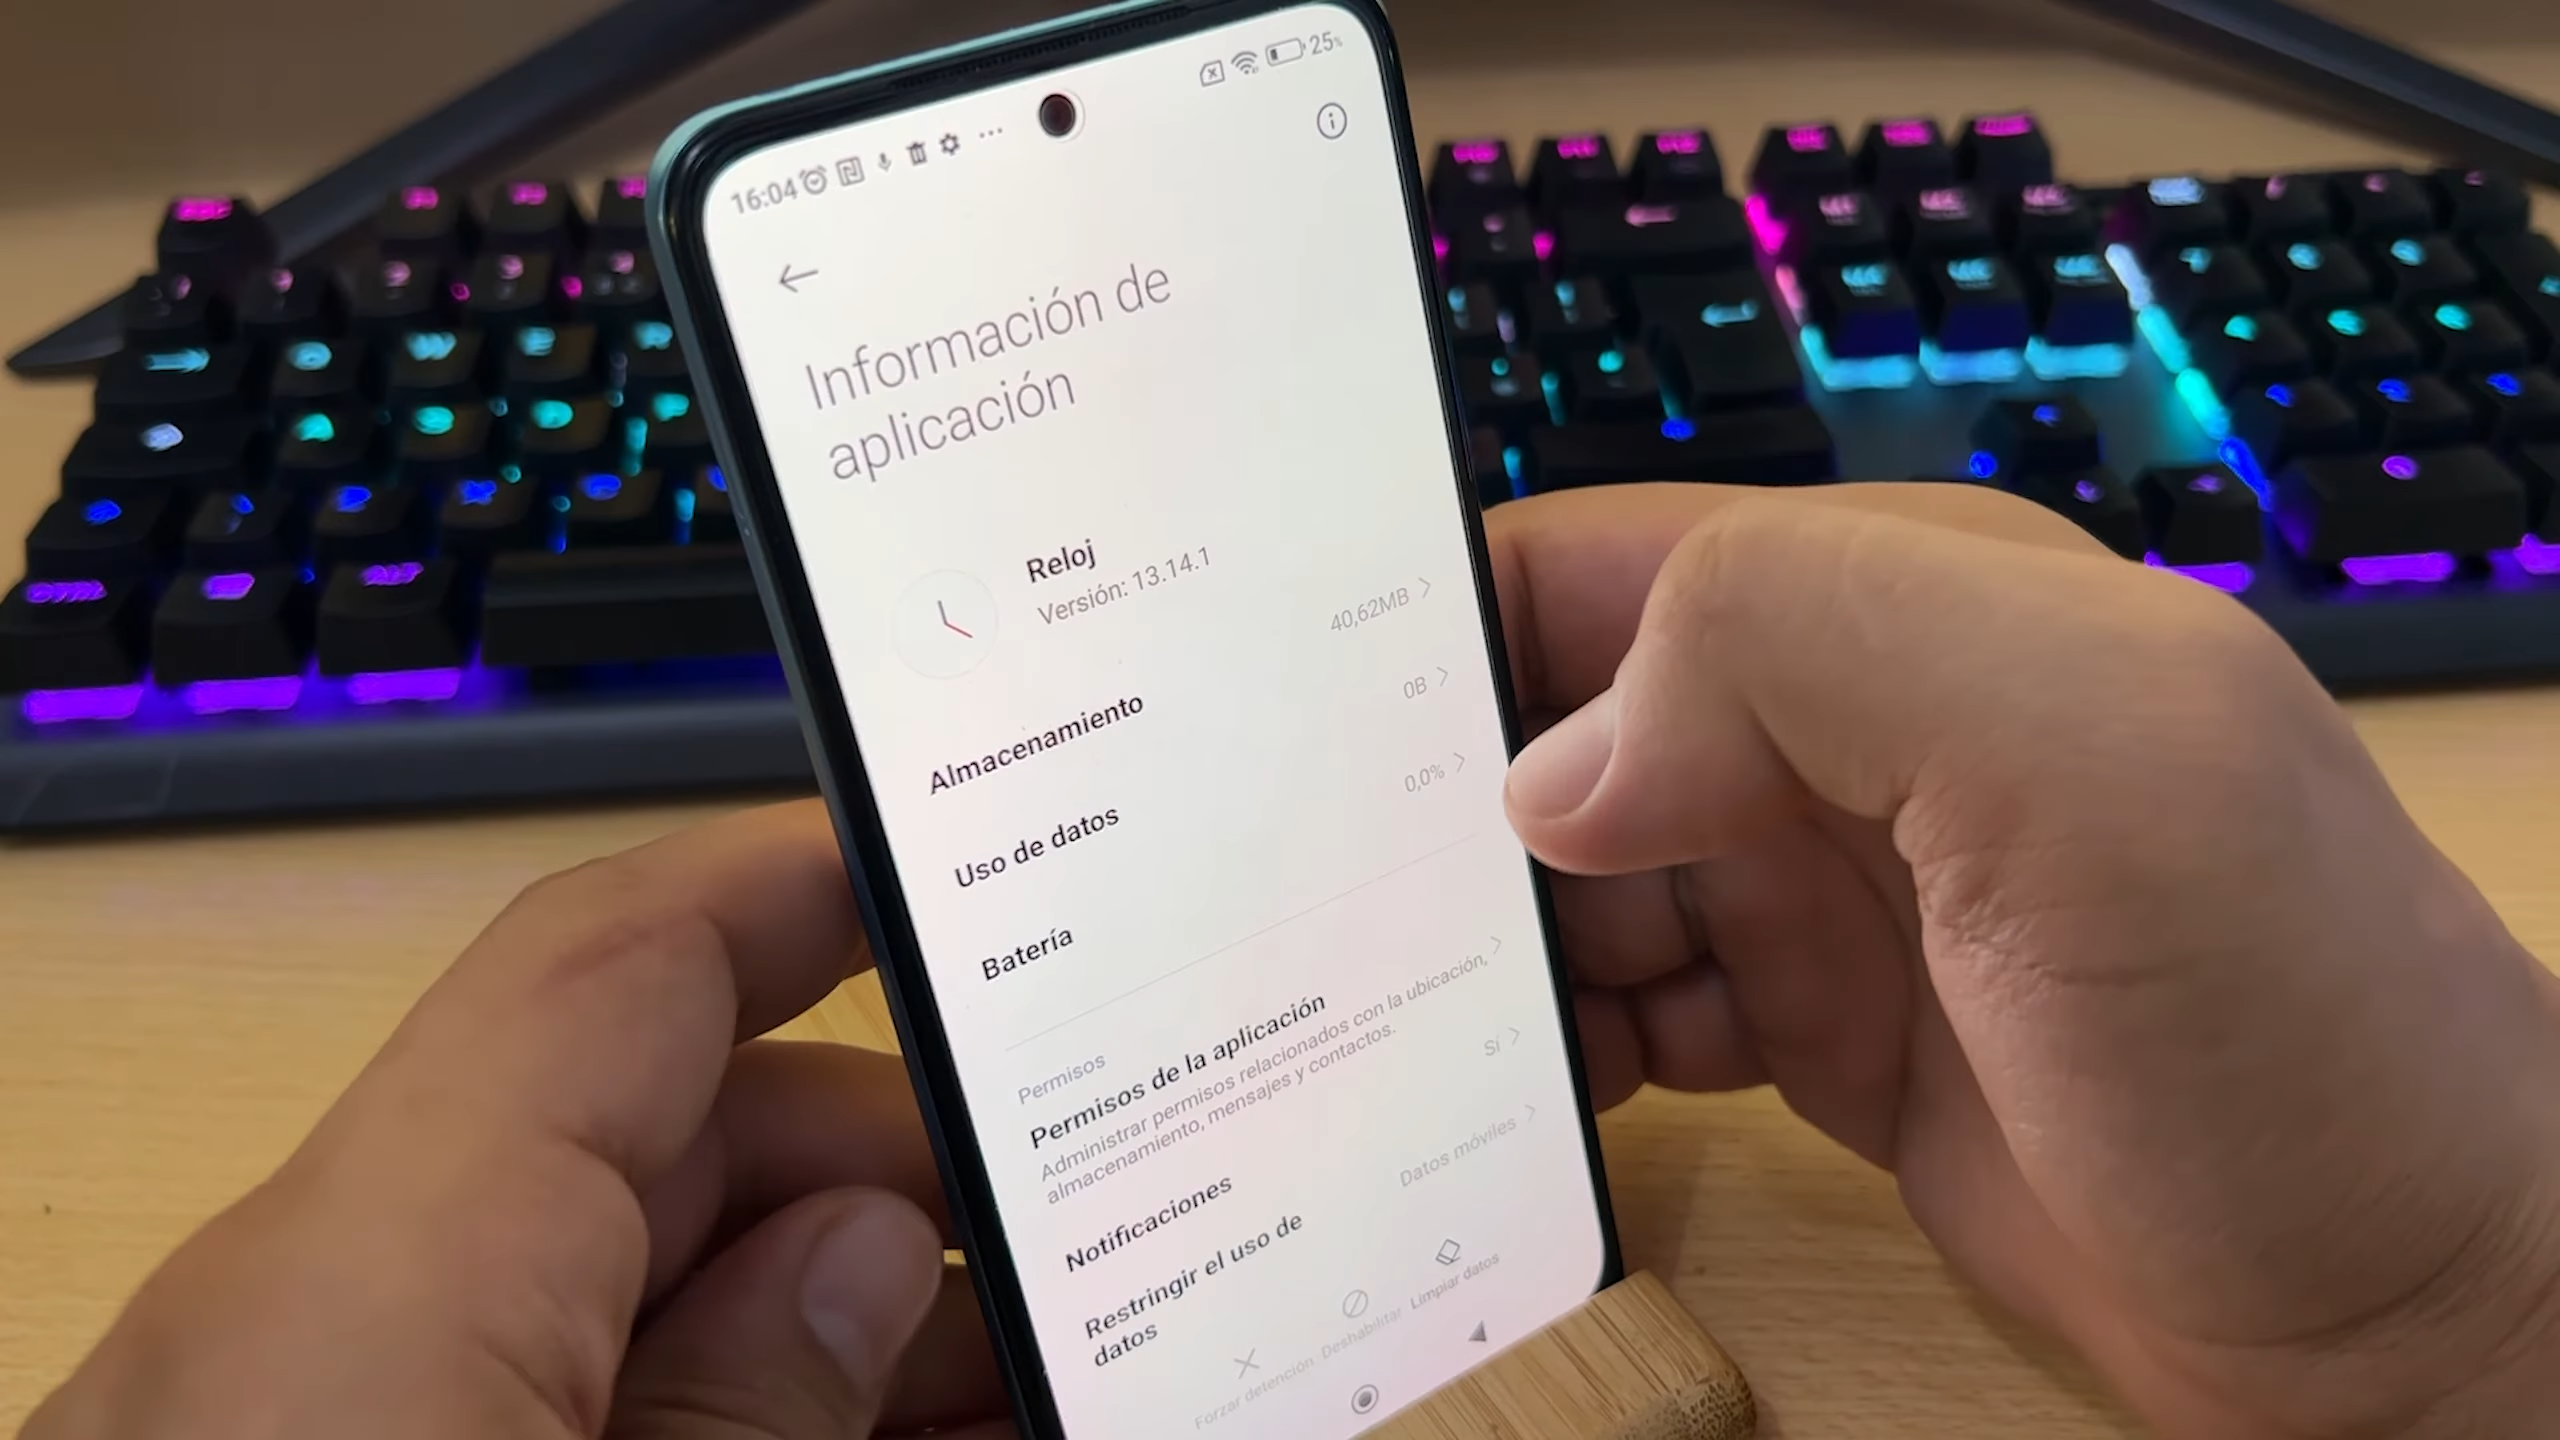 16:04
25%
Información de
aplicación
Reloj
Versión: 13.14.1
Almacenamiento
40,62MB
Uso de datos
0B
Batería
0,0%
Permisos
Permisos de la aplicación
Administrar permisos relacionados con la ubicación,
almacenamiento, mensajes y contactos.
Notificaciones
Sí
Restringir el uso de
datos
Datos móviles
Forzar detención
Deshabilitar
Limpiar datos
CTRL
ALT